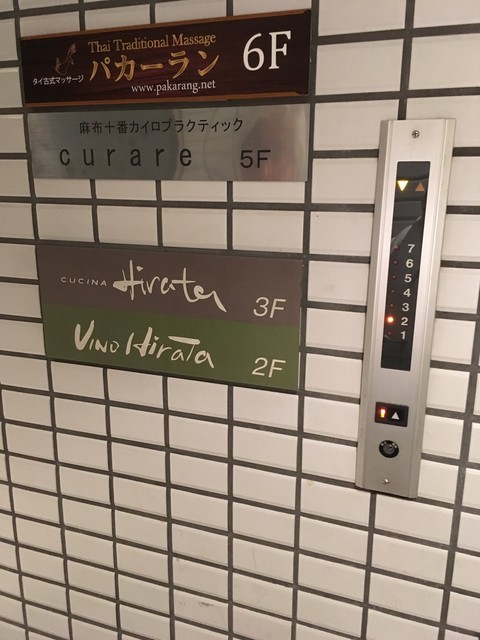 Thai Traditional Massage
タイ古式マッサージ パカーラン 6F
www.pakarang.net
麻布十番カイロプラクティック
curare 5F
CUCINA Hirata 3F
VINO HIRATA 2F
7
6
5
4
3
2
1